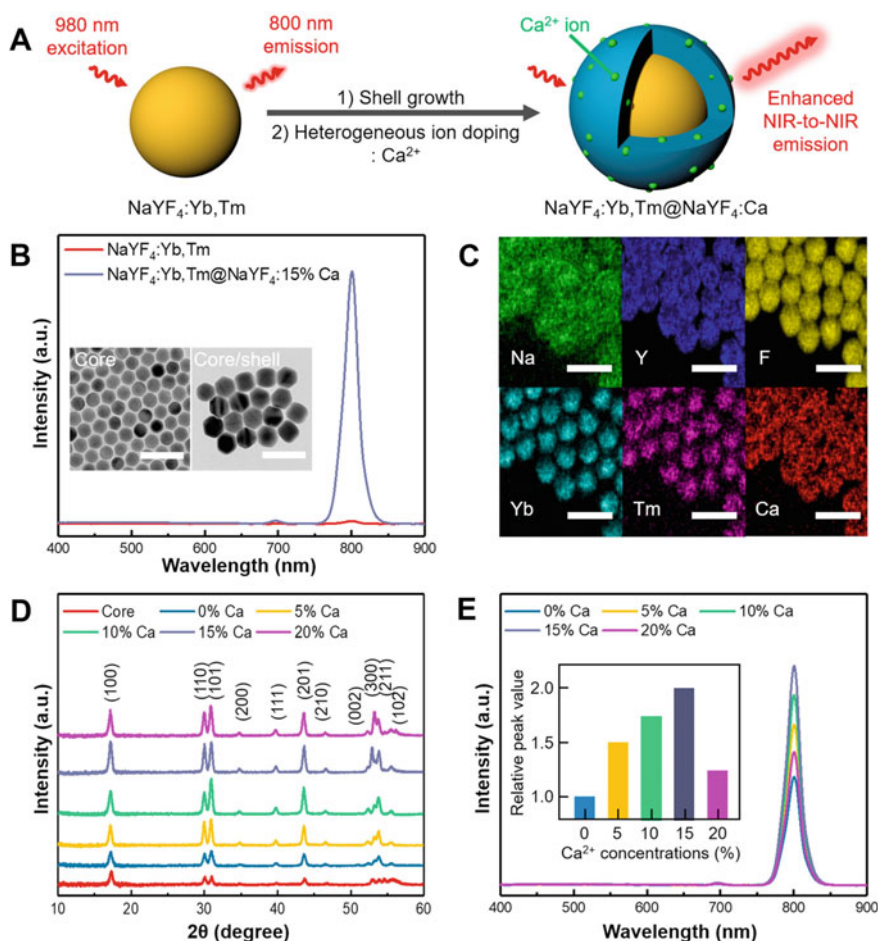 A
980 nm
excitation
800 nm
emission
1) Shell growth
2) Heterogeneous ion doping
: Ca²⁺
Ca²⁺ ion
Enhanced
NIR-to-NIR
emission
NaYF₄:Yb,Tm
NaYF₄:Yb,Tm@NaYF₄:Ca
B
NaYF₄:Yb,Tm
NaYF₄:Yb,Tm@NaYF₄:15% Ca
Core
Core/shell
Intensity (a.u.)
400 500 600 700 800 900
Wavelength (nm)
C
Na Y F
Yb Tm Ca
D
Core 0% Ca 5% Ca
10% Ca 15% Ca 20% Ca
(100) (110) (101) (200) (111) (201) (210) (002) (300) (211) (102)
Intensity (a.u.)
10 20 30 40 50 60
2θ (degree)
E
0% Ca 5% Ca 10% Ca
15% Ca 20% Ca
Intensity (a.u.)
Relative peak value
2.0
1.5
1.0
0 5 10 15 20
Ca²⁺ concentrations (%)
400 500 600 700 800 900
Wavelength (nm)